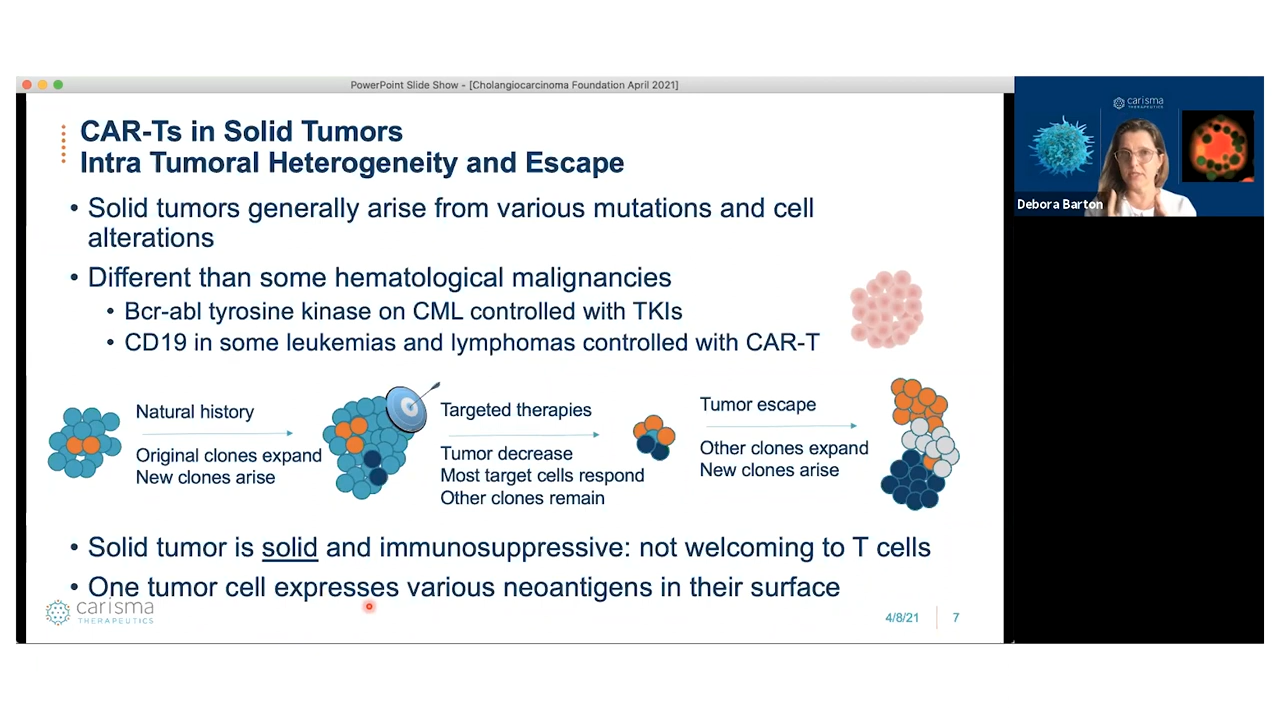 PowerPoint Slide Show - [Cholangiocarcinoma Foundation April 2021]
carisma
THERAPEUTICS
Debora Barton
CAR-Ts in Solid Tumors
Intra Tumoral Heterogeneity and Escape
• Solid tumors generally arise from various mutations and cell
alterations
• Different than some hematological malignancies
• Bcr-abl tyrosine kinase on CML controlled with TKIs
• CD19 in some leukemias and lymphomas controlled with CAR-T
Natural history
Original clones expand
New clones arise
Targeted therapies
Tumor decrease
Most target cells respond
Other clones remain
Tumor escape
Other clones expand
New clones arise
• Solid tumor is solid and immunosuppressive: not welcoming to T cells
• One tumor cell expresses various neoantigens in their surface
carisma
THERAPEUTICS
4/8/21
7